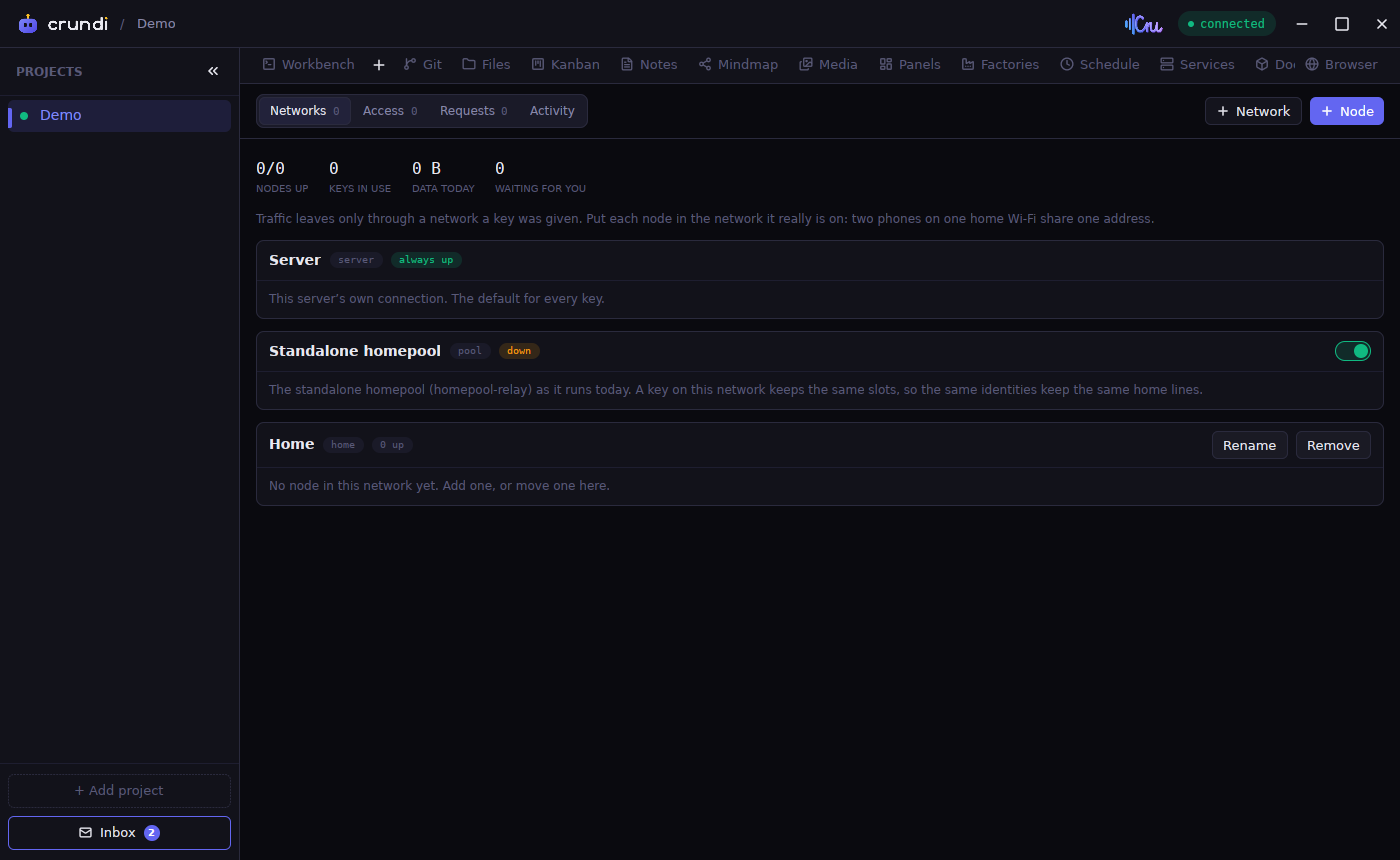 crundi / Demo
Cru
connected
PROJECTS
Demo
Workbench
Git
Files
Kanban
Notes
Mindmap
Media
Panels
Factories
Schedule
Services
Browser
Networks 0
Access 0
Requests 0
Activity
+ Network
+ Node
0/0
NODES UP
0
KEYS IN USE
0 B
DATA TODAY
0
WAITING FOR YOU
Traffic leaves only through a network a key was given. Put each node in the network it really is on: two phones on one home Wi-Fi share one address.
Server server always up
This server’s own connection. The default for every key.
Standalone homepool pool down
The standalone homepool (homepool-relay) as it runs today. A key on this network keeps the same slots, so the same identities keep the same home lines.
Home home 0 up
Rename
Remove
No node in this network yet. Add one, or move one here.
+ Add project
Inbox 2